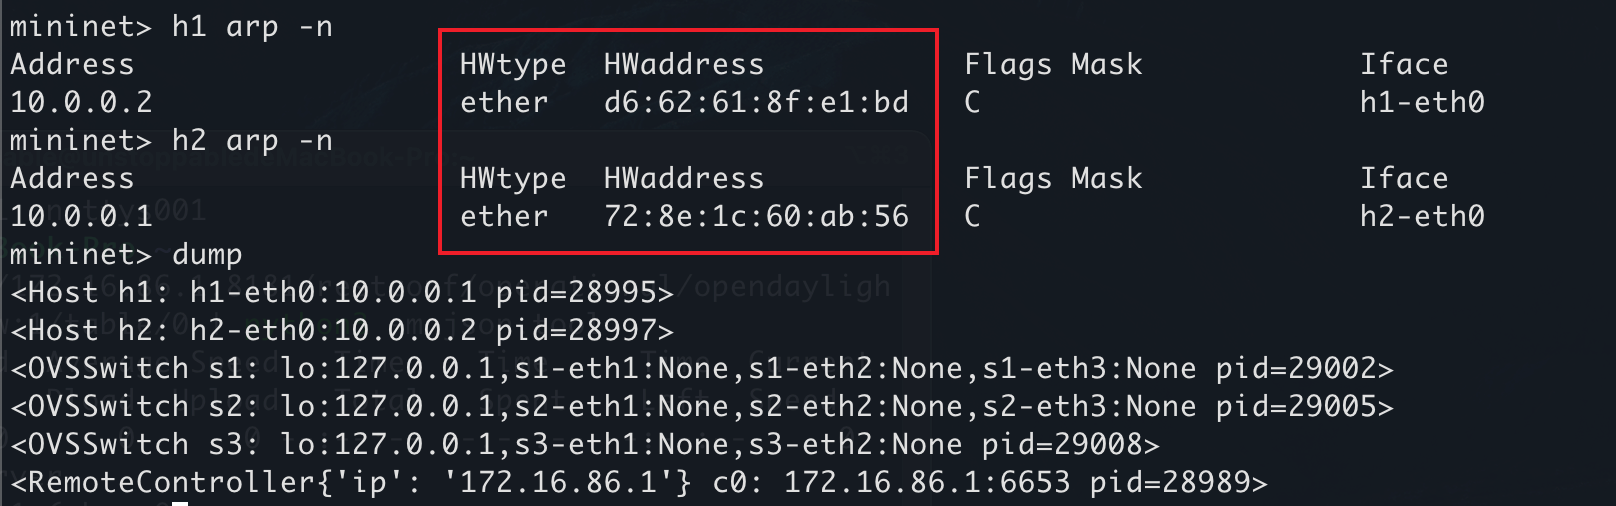 mininet> h1 arp -n
Address HWtype HWaddress Flags Mask Iface
10.0.0.2 ether d6:62:61:8f:e1:bd C h1-eth0
mininet> h2 arp -n
Address HWtype HWaddress Flags Mask Iface
10.0.0.1 ether 72:8e:1c:60:ab:56 C h2-eth0
mininet> dump
<Host h1: h1-eth0:10.0.0.1 pid=28995>
<Host h2: h2-eth0:10.0.0.2 pid=28997>
<OVSSwitch s1: lo:127.0.0.1,s1-eth1:None,s1-eth2:None,s1-eth3:None pid=29002>
<OVSSwitch s2: lo:127.0.0.1,s2-eth1:None,s2-eth2:None,s2-eth3:None pid=29005>
<OVSSwitch s3: lo:127.0.0.1,s3-eth1:None,s3-eth2:None pid=29008>
<RemoteController{'ip': '172.16.86.1'} c0: 172.16.86.1:6653 pid=28989>